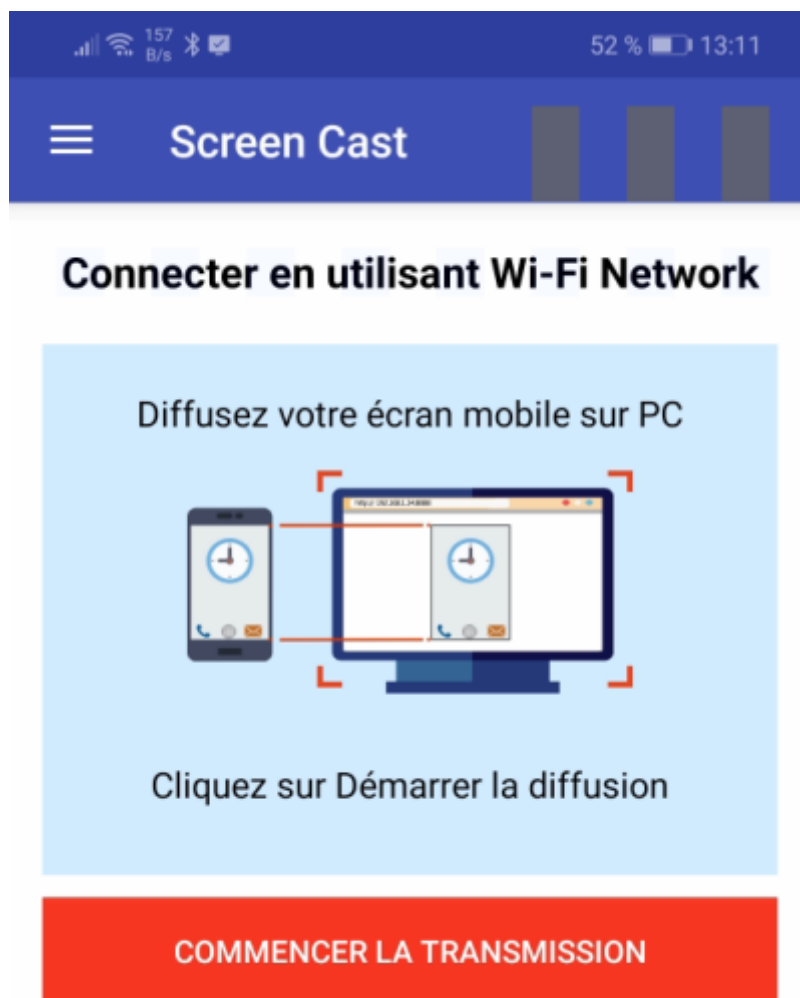 157
B/s
52 % 13:11
Screen Cast
Connecter en utilisant Wi-Fi Network
Diffusez votre écran mobile sur PC
Cliquez sur Démarrer la diffusion
COMMENCER LA TRANSMISSION